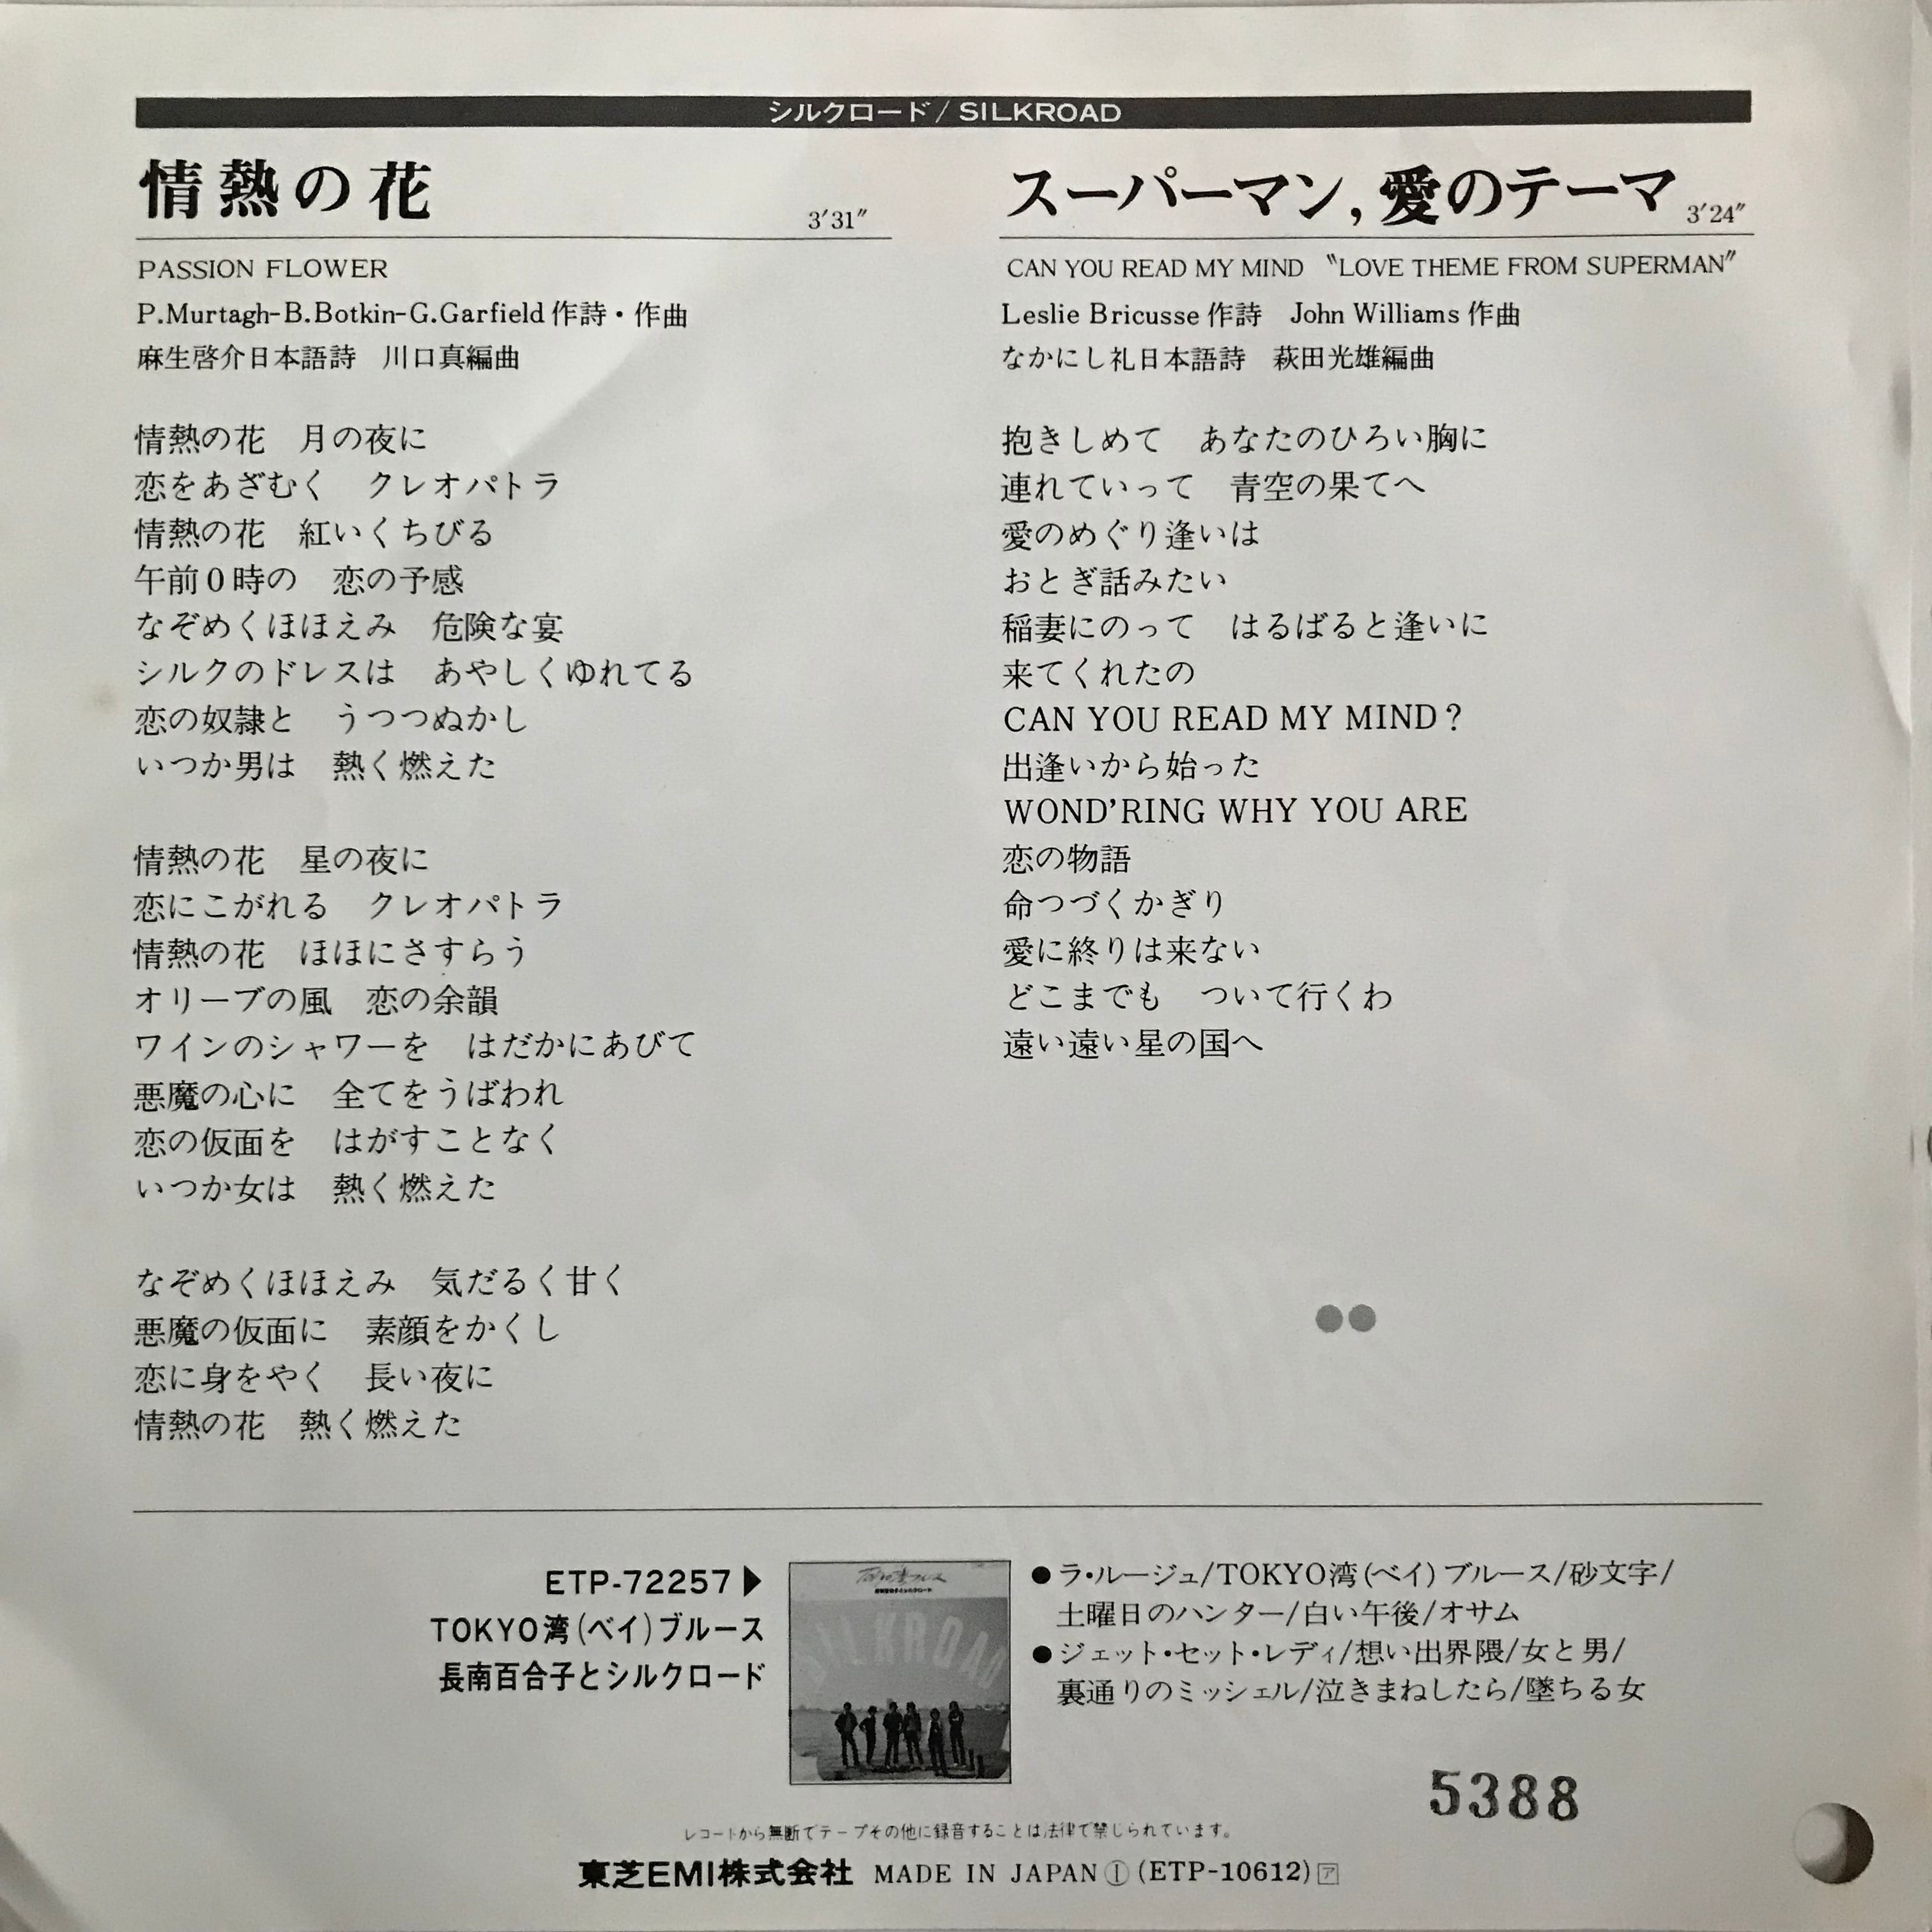 シルクロード / SILKROAD
情熱の花 3′31″
PASSION FLOWER
P.Murtagh-B.Botkin-G.Garfield作詩・作曲
麻生啓介日本語詩　川口真編曲
情熱の花　月の夜に
恋をあざむく　クレオパトラ
情熱の花　紅いくちびる
午前0時の　恋の予感
なぞめくほほえみ　危険な宴
シルクのドレスは　あやしくゆれてる
恋の奴隷と　うつつぬかし
いつか男は　熱く燃えた
情熱の花　星の夜に
恋にこがれる　クレオパトラ
情熱の花　ほほにさすらう
オリーブの風　恋の余韻
ワインのシャワーを　はだかにあびて
悪魔の心に　全てをうばわれ
恋の仮面を　はがすことなく
いつか女は　熱く燃えた
なぞめくほほえみ　気だるく甘く
悪魔の仮面に　素顔をかくし
恋に身をやく　長い夜に
情熱の花　熱く燃えた
スーパーマン,愛のテーマ 3′24″
CAN YOU READ MY MIND 〝LOVE THEME FROM SUPERMAN″
Leslie Bricusse作詩　John Williams作曲
なかにし礼日本語詩　萩田光雄編曲
抱きしめて　あなたのひろい胸に
連れていって　青空の果てへ
愛のめぐり逢いは
おとぎ話みたい
稲妻にのって　はるばると逢いに
来てくれたの
CAN YOU READ MY MIND？
出逢いから始った
WOND'RING WHY YOU ARE
恋の物語
命つづくかぎり
愛に終りは来ない
どこまでも　ついて行くわ
遠い遠い星の国へ
ETP-72257▶
TOKYO湾(ベイ)ブルース
長南百合子とシルクロード
SILKROAD
●ラ・ルージュ/TOKYO湾(ベイ)ブルース/砂文字/
土曜日のハンター/白い午後/オサム
●ジェット・セット・レディ/想い出界隈/女と男/
裏通りのミッシェル/泣きまねしたら/墜ちる女
5388
レコードから無断でテープその他に録音することは法律で禁じられています。
東芝EMI株式会社 MADE IN JAPAN Ⓘ (ETP-10612) ア